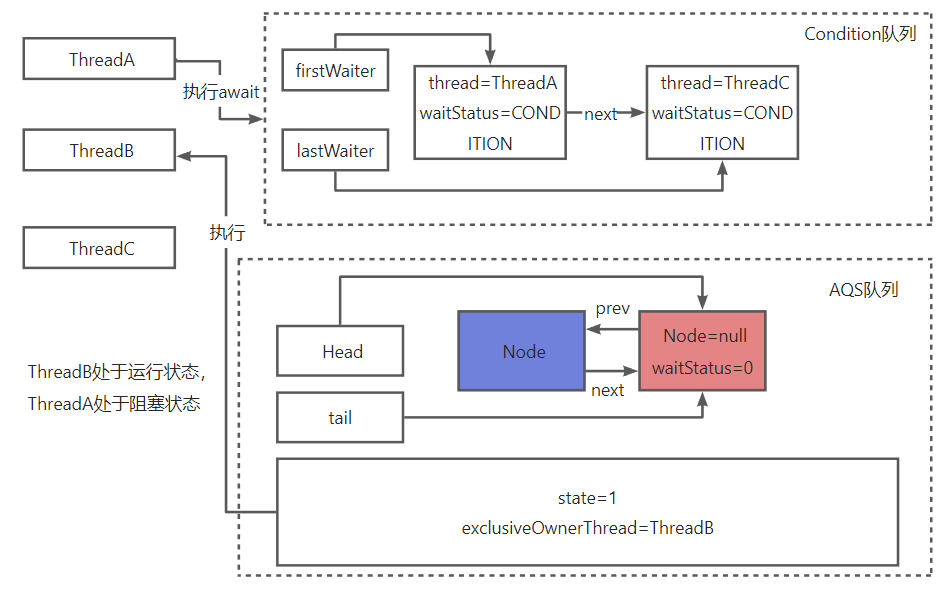 ThreadA
执行await
ThreadB
执行
ThreadC
ThreadB处于运行状态,
ThreadA处于阻塞状态
Condition队列
firstWaiter
lastWaiter
thread=ThreadA
waitStatus=COND
ITION
next
thread=ThreadC
waitStatus=COND
ITION
AQS队列
Head
tail
Node
prev
next
Node=null
waitStatus=0
state=1
exclusiveOwnerThread=ThreadB